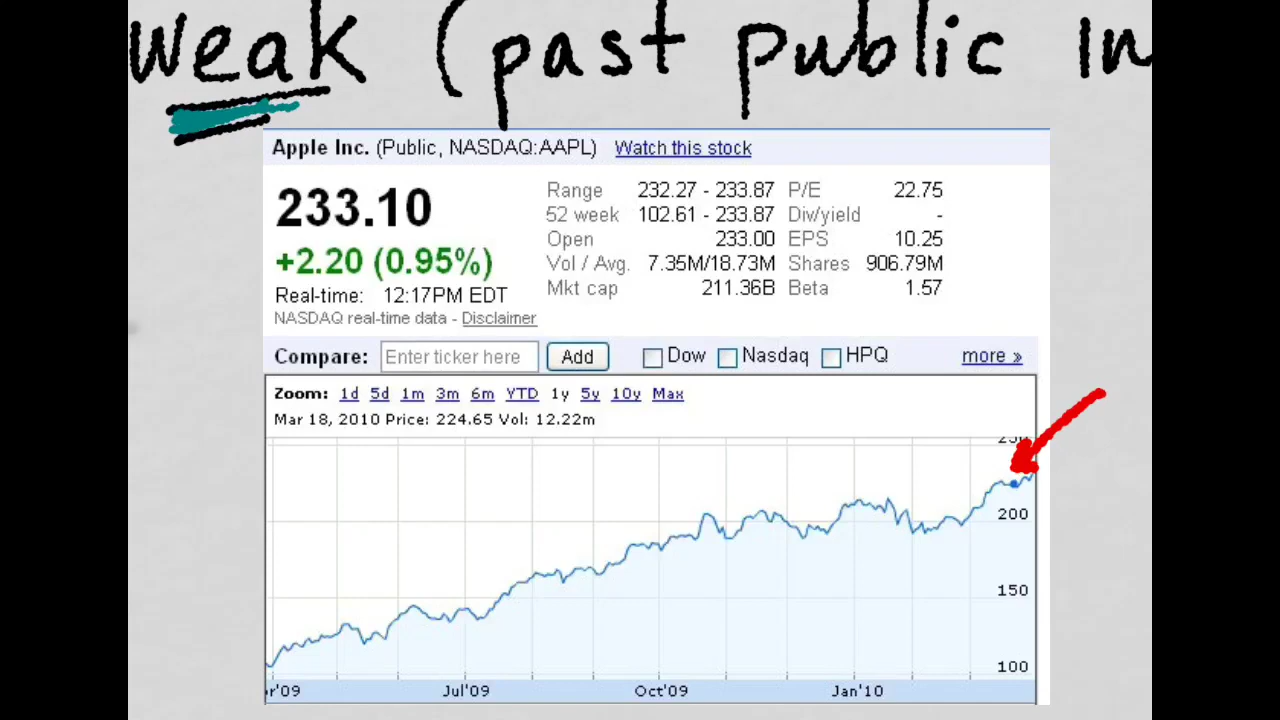 weak (past public in
Apple Inc. (Public, NASDAQ:AAPL) Watch this stock
233.10
+2.20 (0.95%)
Real-time: 12:17PM EDT
NASDAQ real-time data - Disclaimer
Range 232.27 - 233.87 P/E 22.75
52 week 102.61 - 233.87 Div/yield -
Open 233.00 EPS 10.25
Vol / Avg. 7.35M/18.73M Shares 906.79M
Mkt cap 211.36B Beta 1.57
Compare: Enter ticker here Add Dow Nasdaq HPQ more »
Zoom: 1d 5d 1m 3m 6m YTD 1y 5y 10y Max
Mar 18, 2010 Price: 224.65 Vol: 12.22m
250
200
150
100
r'09 Jul'09 Oct'09 Jan'10